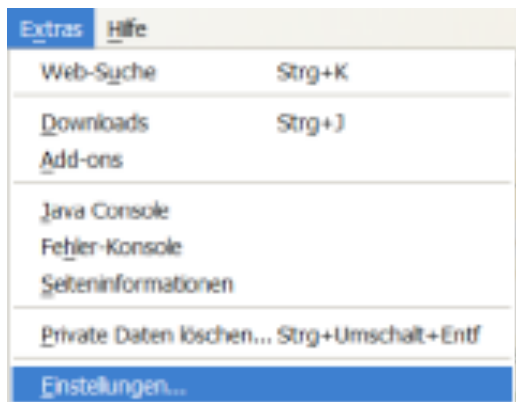 Extras Hilfe
Web-Suche Strg+K
Downloads Strg+J
Add-ons
Java Console
Fehler-Konsole
Seiteninformationen
Private Daten löschen... Strg+Umschalt+Entf
Einstellungen...